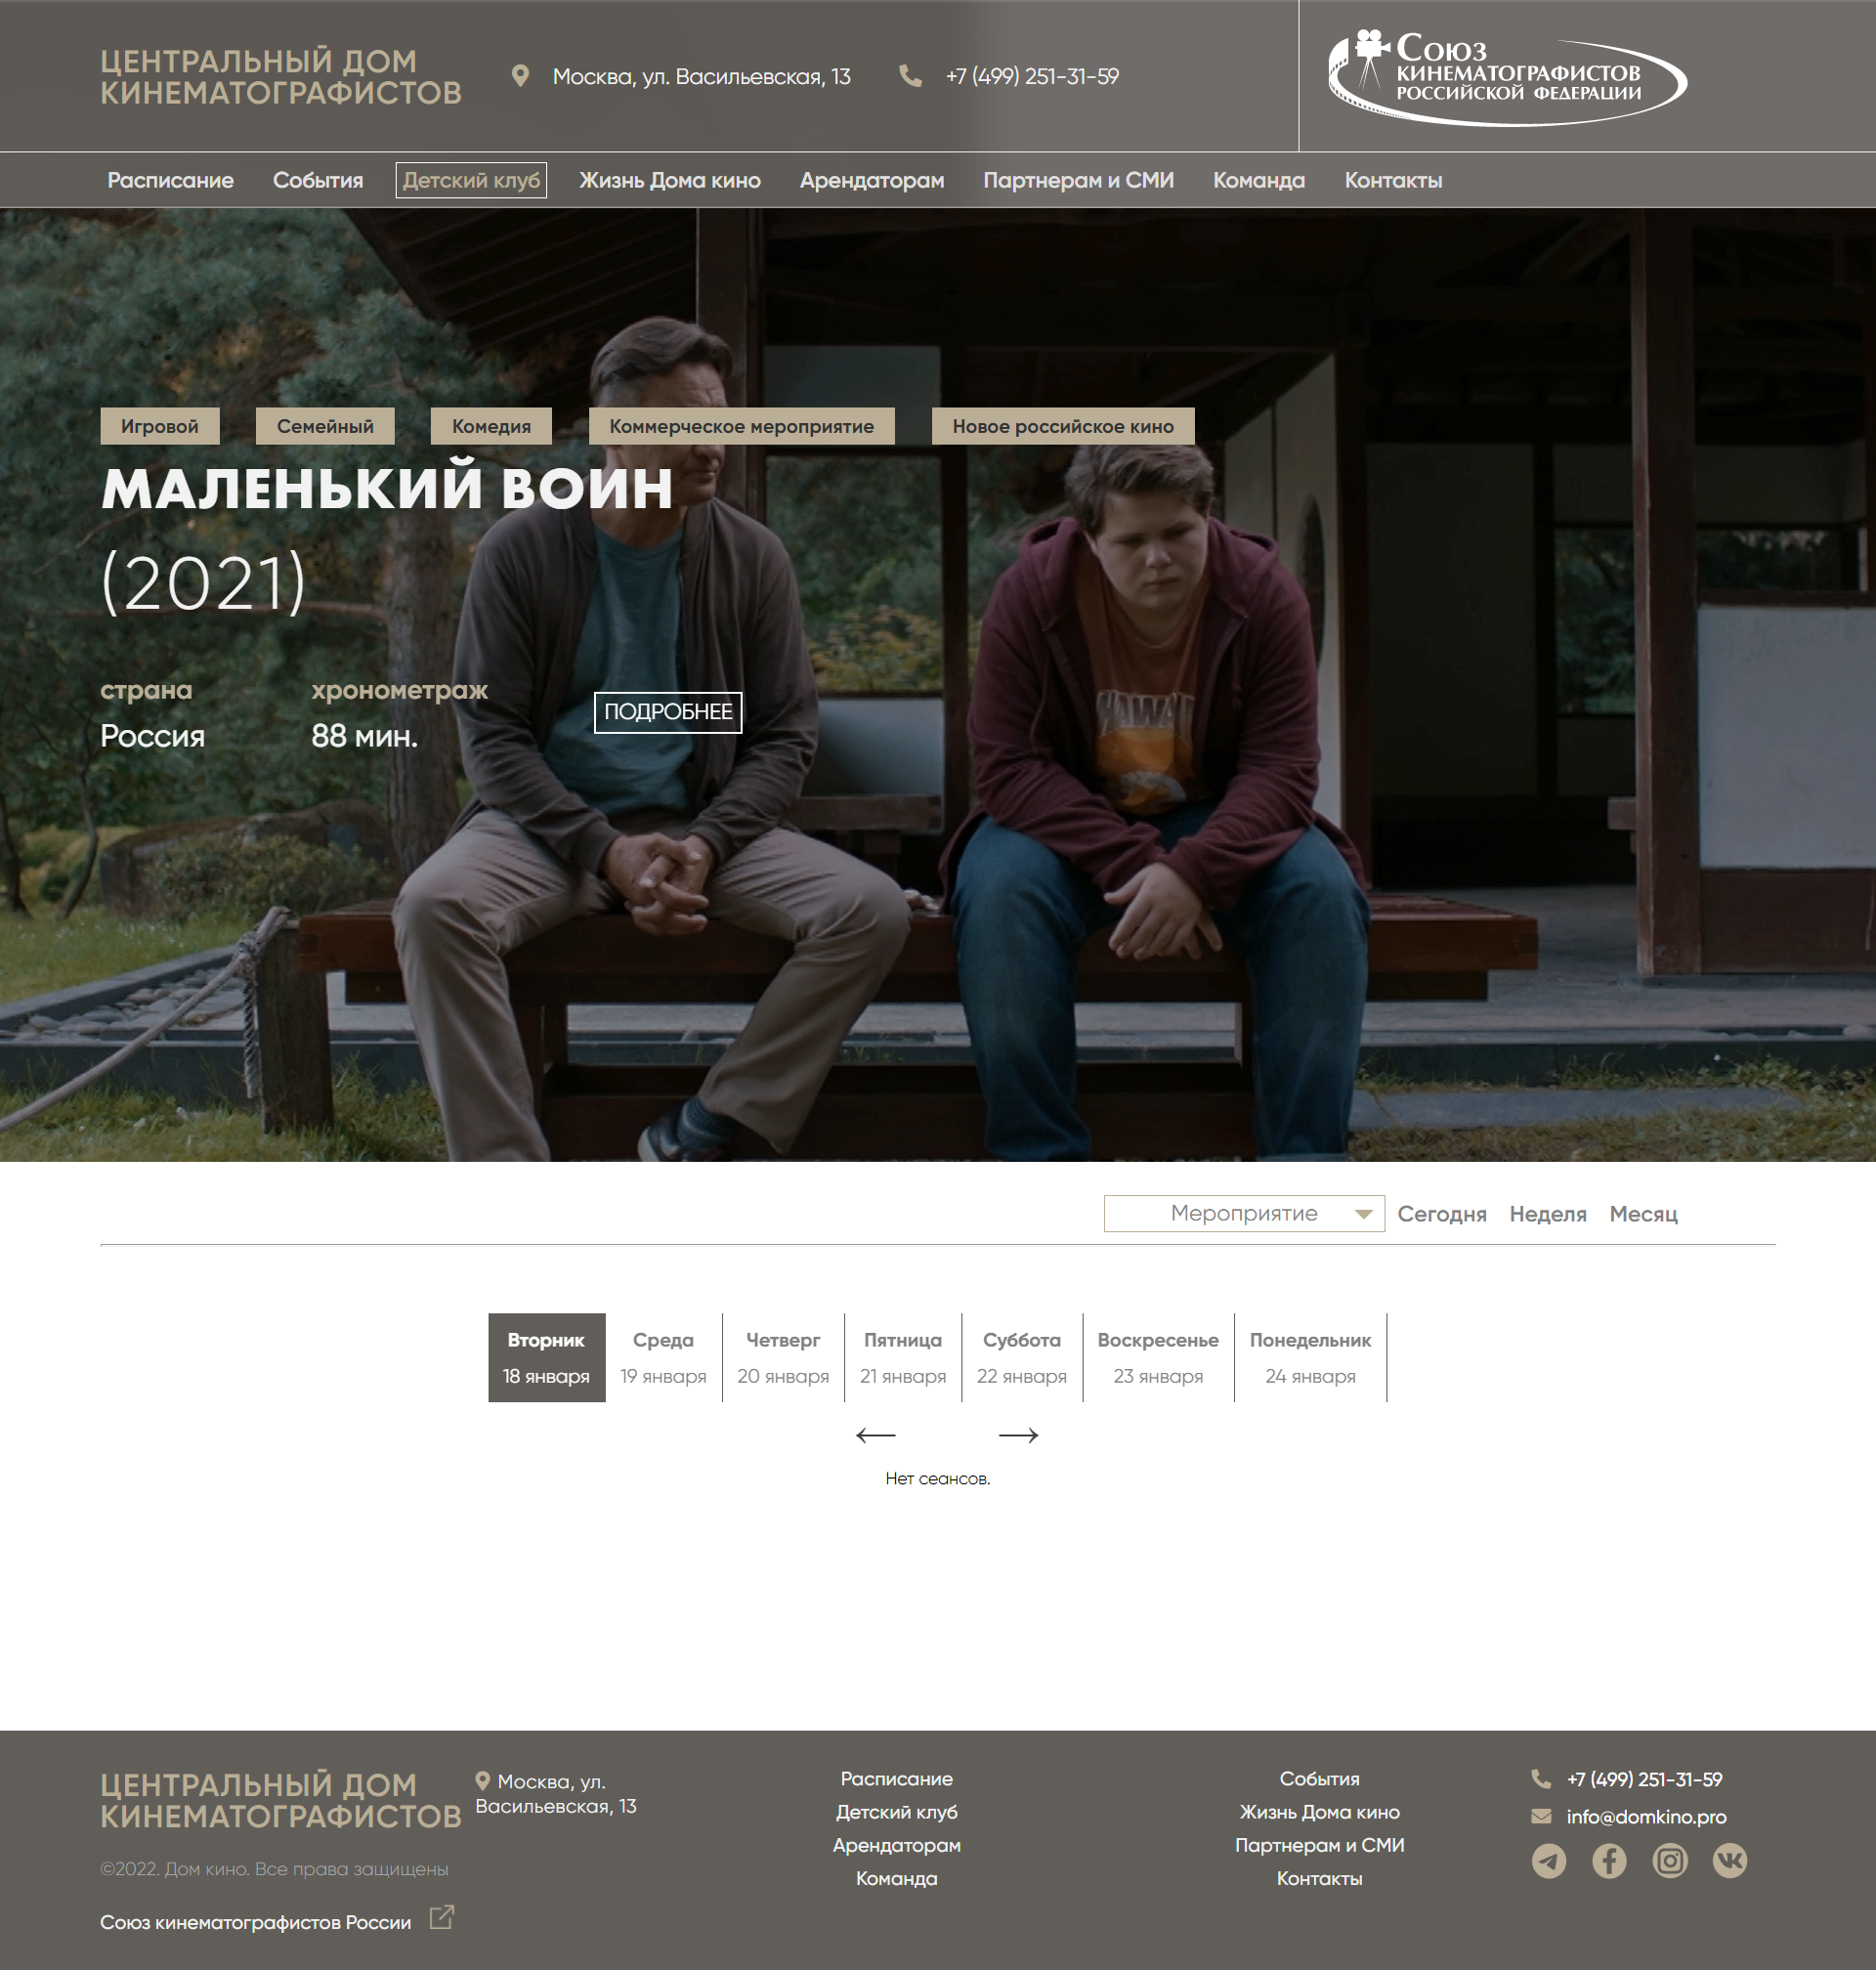 ЦЕНТРАЛЬНЫЙ ДОМ
КИНЕМАТОГРАФИСТОВ
Москва, ул. Васильевская, 13
+7 (499) 251-31-59
СОЮЗ
КИНЕМАТОГРАФИСТОВ
РОССИЙСКОЙ ФЕДЕРАЦИИ
Расписание События Детский клуб Жизнь Дома кино Арендаторам Партнерам и СМИ Команда Контакты
Игровой Семейный Комедия Коммерческое мероприятие Новое российское кино
МАЛЕНЬКИЙ ВОИН
(2021)
страна хронометраж
Россия 88 мин.
ПОДРОБНЕЕ
Мероприятие Сегодня Неделя Месяц
Вторник Среда Четверг Пятница Суббота Воскресенье Понедельник
18 января 19 января 20 января 21 января 22 января 23 января 24 января
Нет сеансов.
ЦЕНТРАЛЬНЫЙ ДОМ
КИНЕМАТОГРАФИСТОВ
©2022. Дом кино. Все права защищены
Союз кинематографистов России
Москва, ул.
Васильевская, 13
Расписание
Детский клуб
Арендаторам
Команда
События
Жизнь Дома кино
Партнерам и СМИ
Контакты
+7 (499) 251-31-59
info@domkino.pro